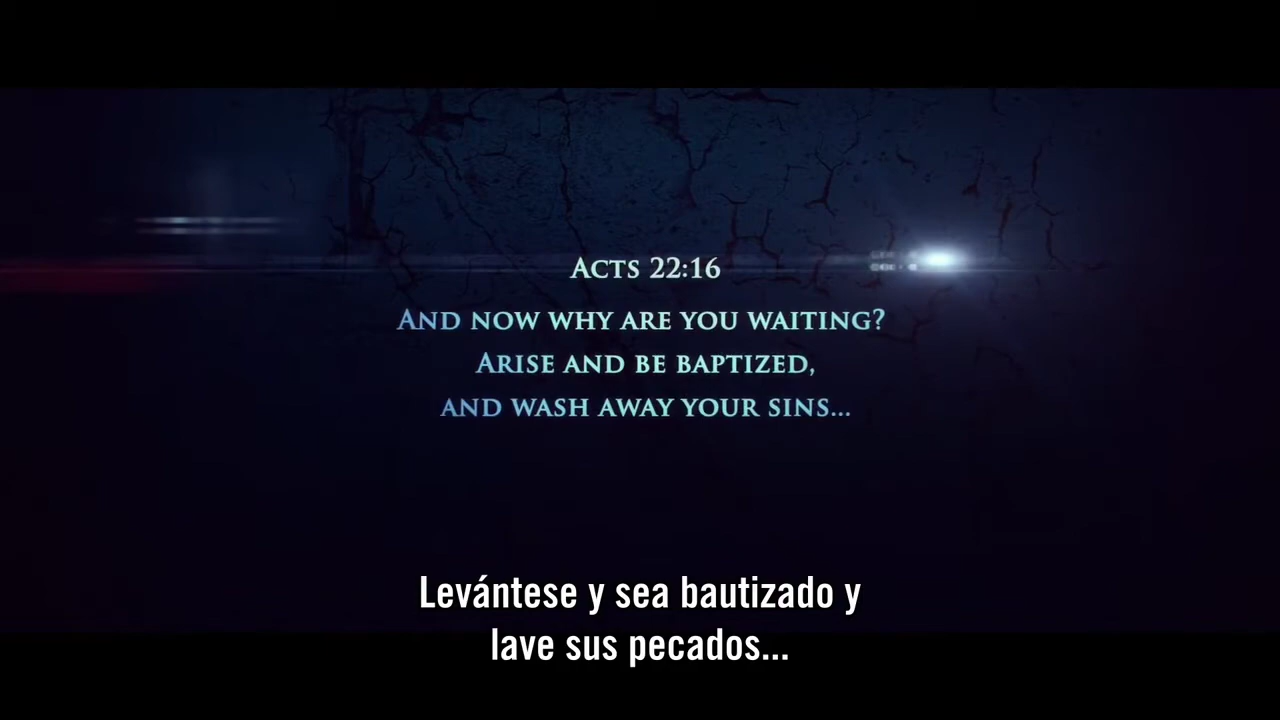 Acts 22:16
And now why are you waiting?
Arise and be baptized,
and wash away your sins...
Levántese y sea bautizado y
lave sus pecados...